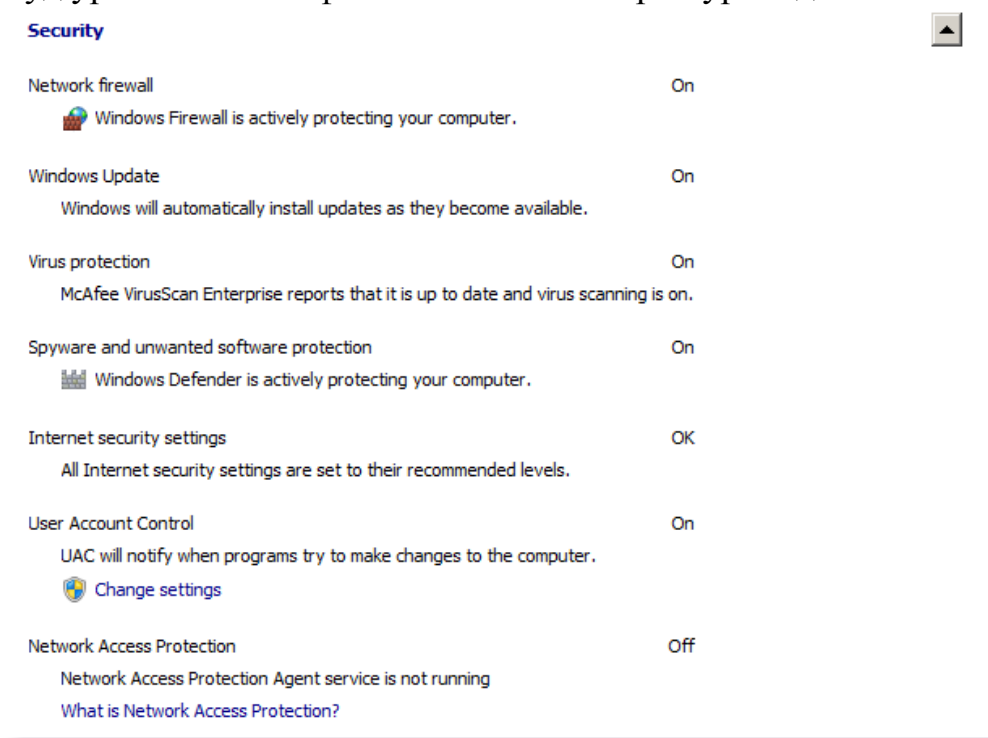 Security
Network firewall On
Windows Firewall is actively protecting your computer.
Windows Update On
Windows will automatically install updates as they become available.
Virus protection On
McAfee VirusScan Enterprise reports that it is up to date and virus scanning is on.
Spyware and unwanted software protection On
Windows Defender is actively protecting your computer.
Internet security settings OK
All Internet security settings are set to their recommended levels.
User Account Control On
UAC will notify when programs try to make changes to the computer.
Change settings
Network Access Protection Off
Network Access Protection Agent service is not running
What is Network Access Protection?